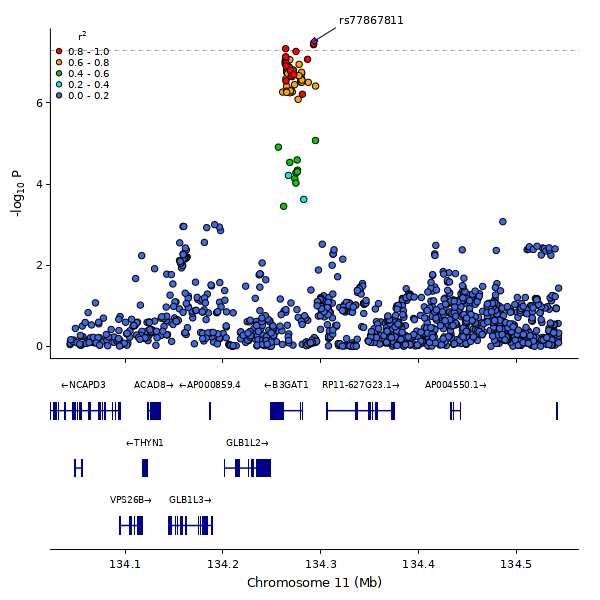 rs77867811
r²
0.8 - 1.0
0.6 - 0.8
0.4 - 0.6
0.2 - 0.4
0.0 - 0.2
6
4
2
0
-log₁₀ P
←NCAPD3 ACAD8→ ←AP000859.4 ←B3GAT1 RP11-627G23.1→ AP004550.1→
←THYN1 GLB1L2→
VPS26B→ GLB1L3→
134.1 134.2 134.3 134.4 134.5
Chromosome 11 (Mb)